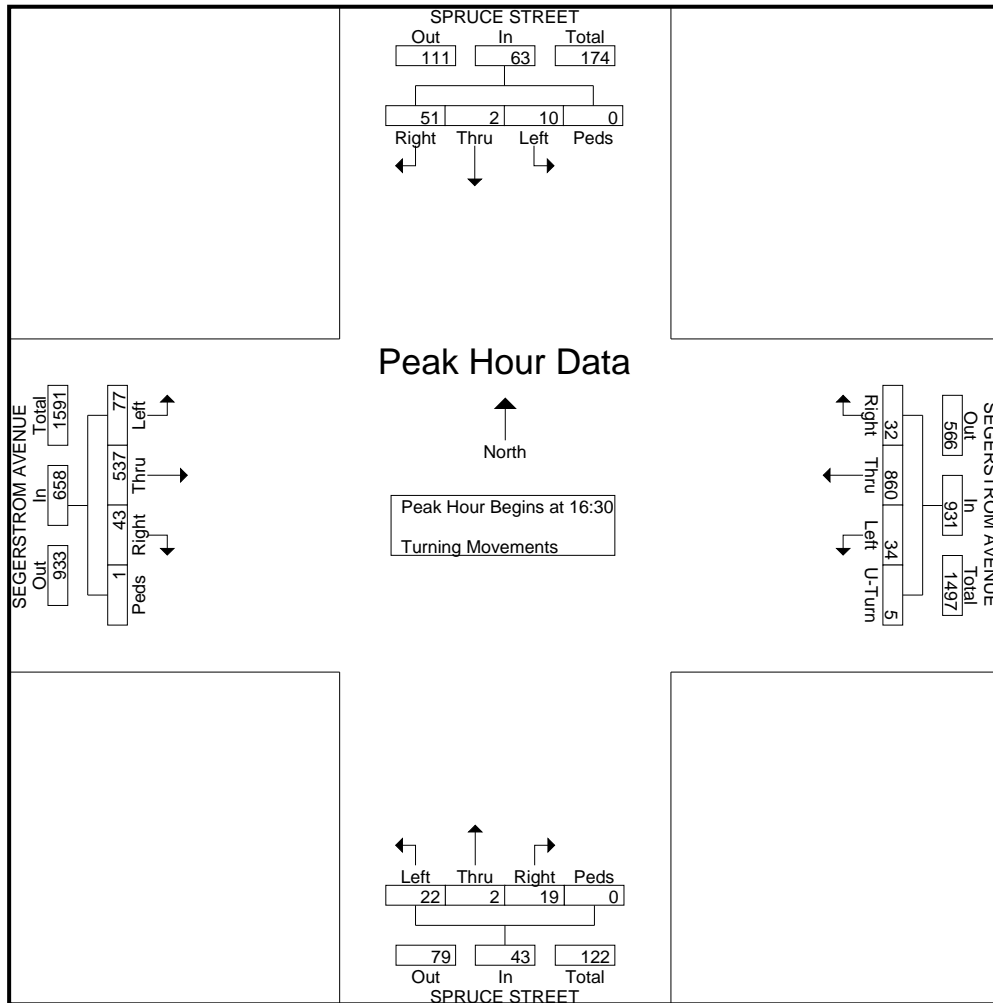 SPRUCE STREET
Out In Total
111 63 174
51 2 10 0
Right Thru Left Peds
Peak Hour Data
North
Peak Hour Begins at 16:30
Turning Movements
SEGERSTROM AVENUE
Total In Out
1591 658 933
77 537 43 1
Left Thru Right Peds
SEGERSTROM AVENUE
Out In Total
566 931 1497
32 860 34 5
Right Thru Left U-Turn
Left Thru Right Peds
22 2 19 0
79 43 122
Out In Total
SPRUCE STREET